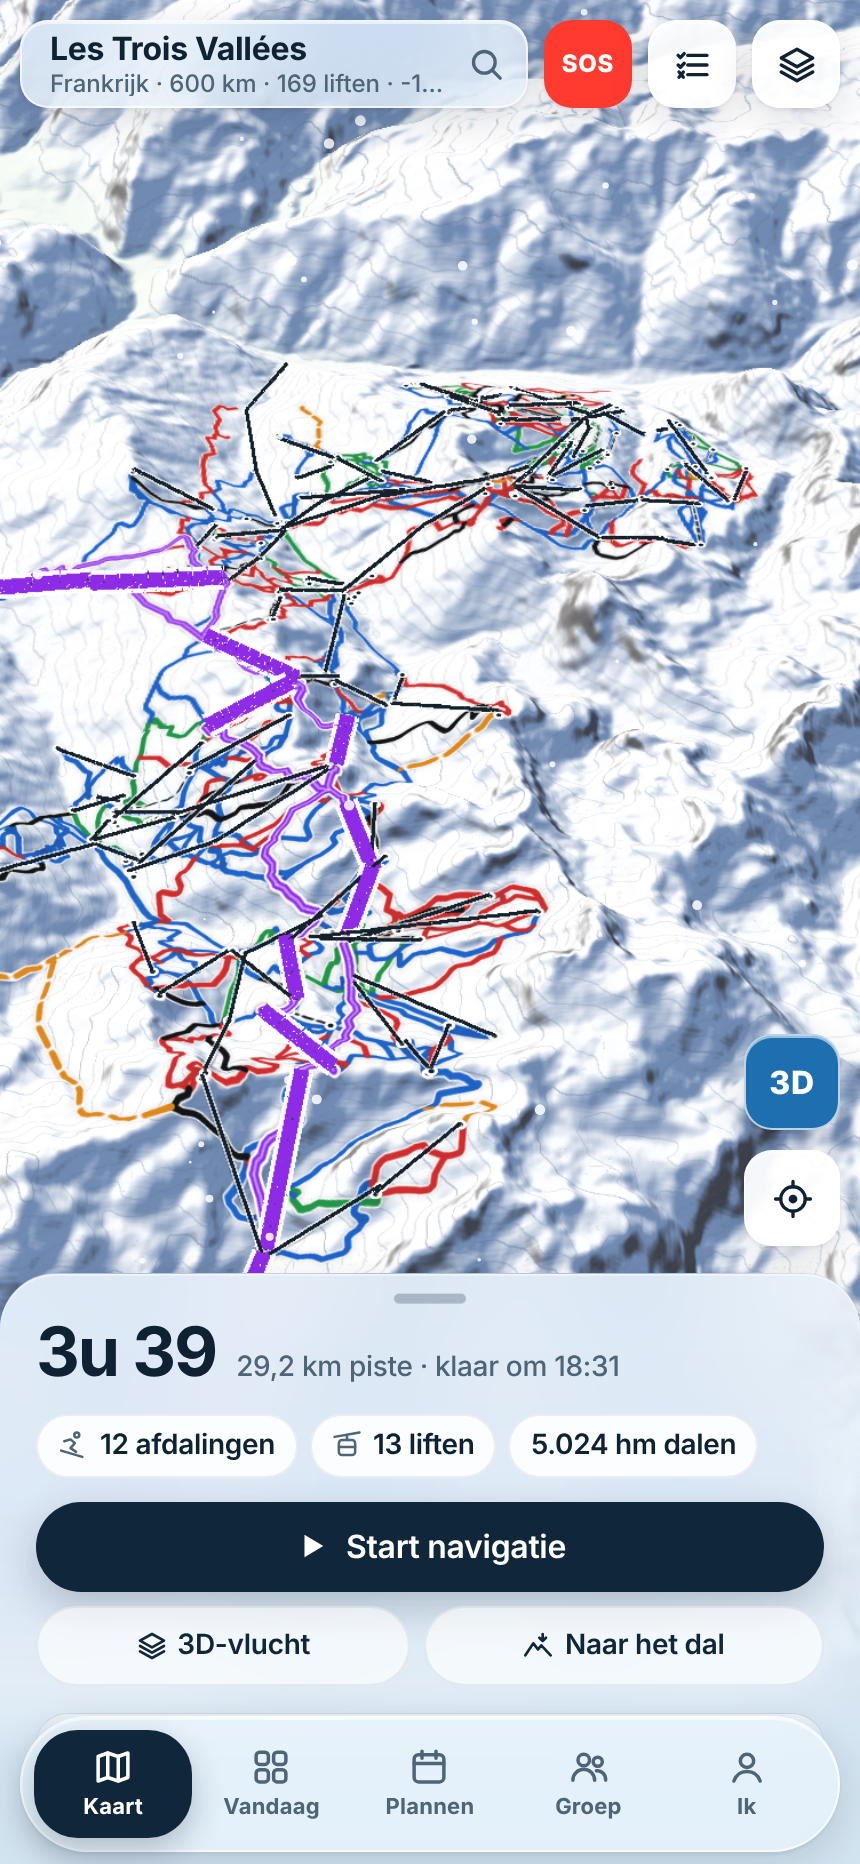 Les Trois Vallées
Frankrijk · 600 km · 169 liften · -1...
SOS
3D
3u 39 29,2 km piste · klaar om 18:31
12 afdalingen 13 liften 5.024 hm dalen
Start navigatie
3D-vlucht Naar het dal
Kaart Vandaag Plannen Groep Ik